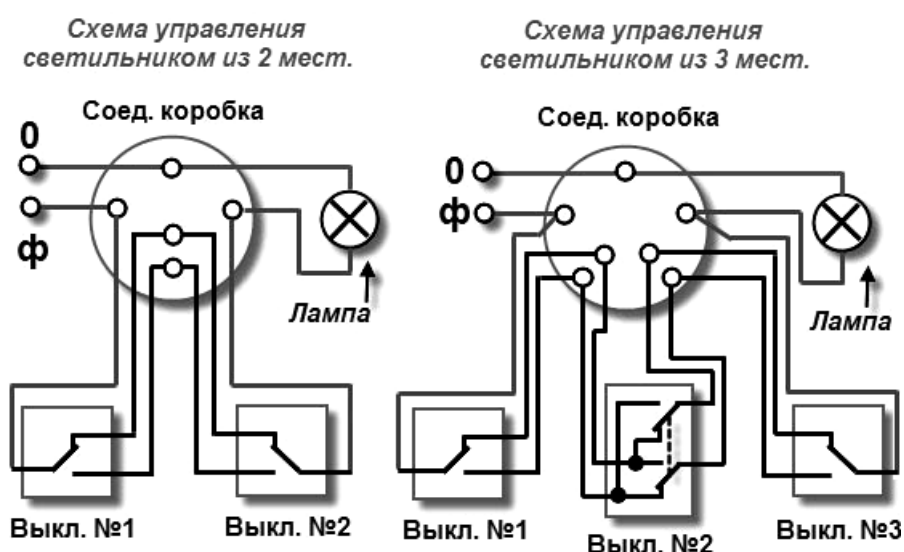 Схема управления
светильником из 2 мест.
Соед. коробка
0
ф
Лампа
Выкл. №1
Выкл. №2
Схема управления
светильником из 3 мест.
Соед. коробка
0
ф
Лампа
Выкл. №1
Выкл. №2
Выкл. №3